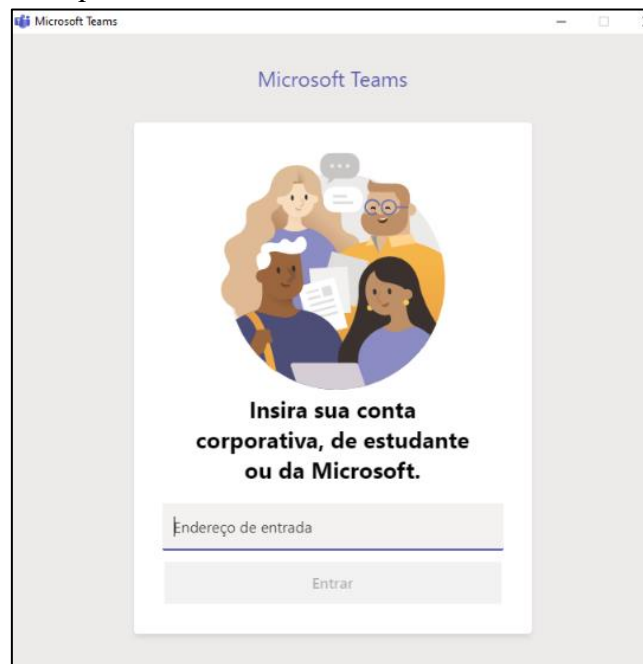 Microsoft Teams
Microsoft Teams
Insira sua conta
corporativa, de estudante
ou da Microsoft.
Endereço de entrada
Entrar